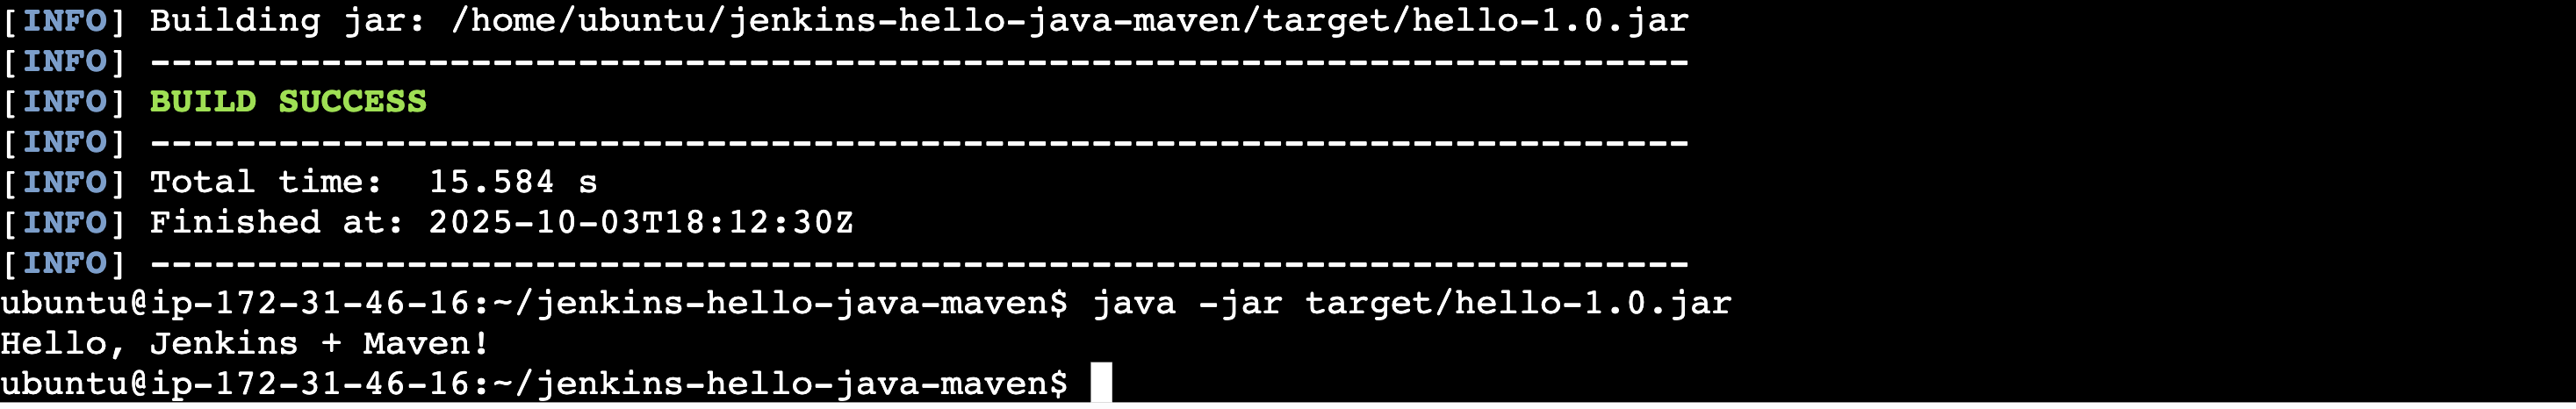 [INFO] Building jar: /home/ubuntu/jenkins-hello-java-maven/target/hello-1.0.jar
[INFO] ------------------------------------------------------------------------
[INFO] BUILD SUCCESS
[INFO] ------------------------------------------------------------------------
[INFO] Total time:  15.584 s
[INFO] Finished at: 2025-10-03T18:12:30Z
[INFO] ------------------------------------------------------------------------
ubuntu@ip-172-31-46-16:~/jenkins-hello-java-maven$ java -jar target/hello-1.0.jar
Hello, Jenkins + Maven!
ubuntu@ip-172-31-46-16:~/jenkins-hello-java-maven$